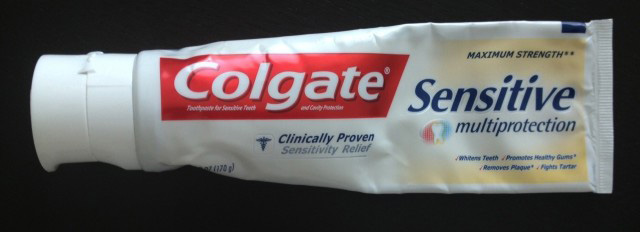 MAXIMUM STRENGTH**
Colgate®
Toothpaste for Sensitive Teeth and Cavity Protection
Sensitive
multiprotection
Clinically Proven
Sensitivity Relief
✓Whitens Teeth ✓Promotes Healthy Gums*
✓Removes Plaque* ✓Fights Tartar
(170 g)